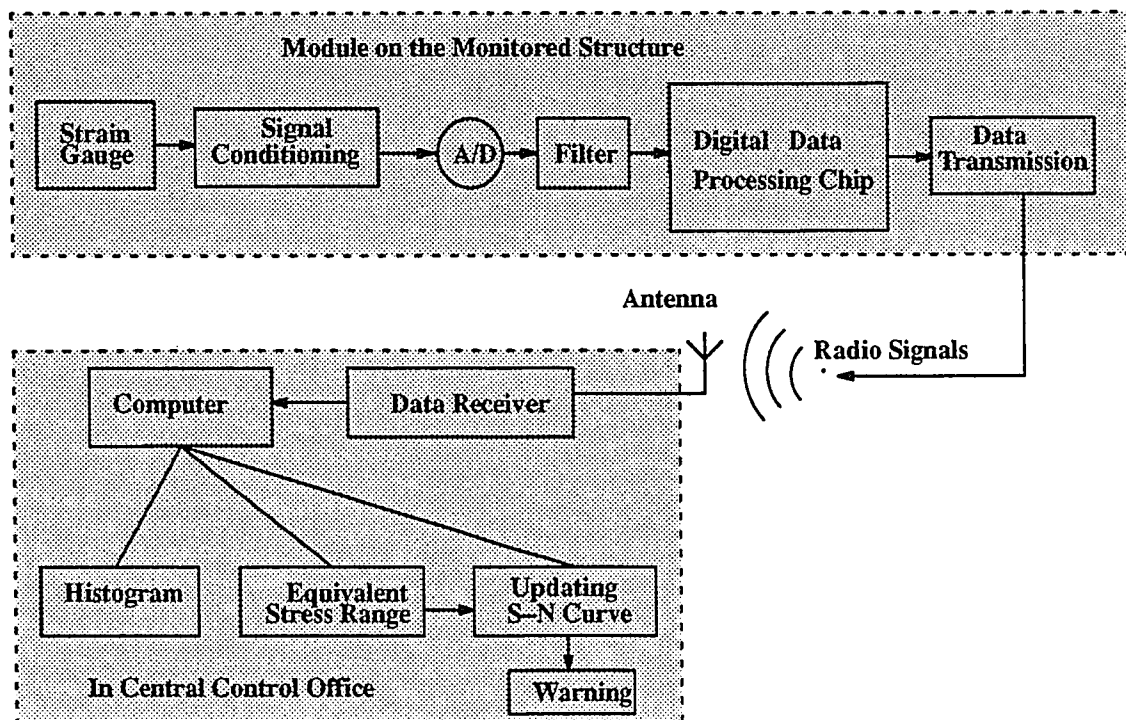 Module on the Monitored Structure
Strain
Gauge
Signal
Conditioning
A/D
Filter
Digital Data
Processing Chip
Data
Transmission
Antenna
Radio Signals
Computer
Data Receiver
Histogram
Equivalent
Stress Range
Updating
S–N Curve
In Central Control Office
Warning